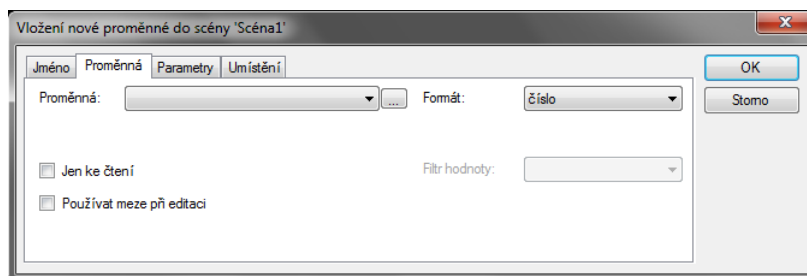 Vložení nové proměnné do scény 'Scéna1'
Jméno Proměnná Parametry Umístění
OK
Proměnná: ... Formát: číslo
Storno
Jen ke čtení Filtr hodnoty:
Používat meze při editaci